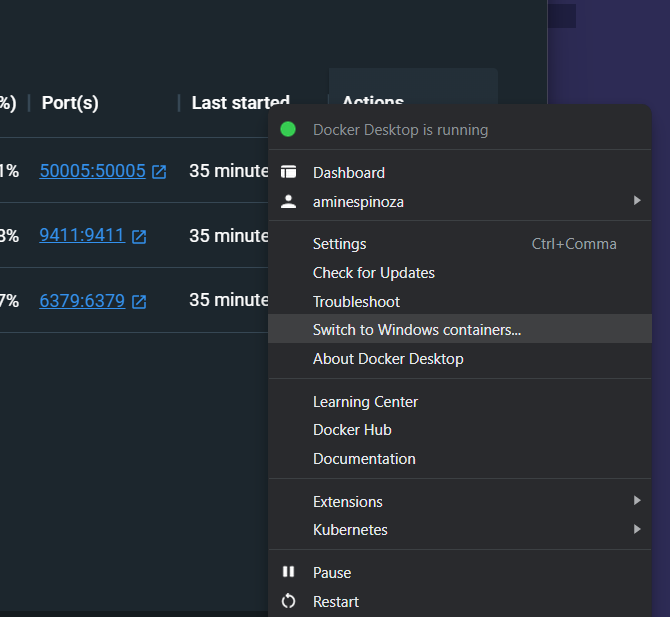 %) Port(s) Last started Actions
Docker Desktop is running
1% 50005:50005 35 minute
Dashboard
aminespinoza
3% 9411:9411 35 minute
Settings Ctrl+Comma
Check for Updates
7% 6379:6379 35 minute
Troubleshoot
Switch to Windows containers...
About Docker Desktop
Learning Center
Docker Hub
Documentation
Extensions
Kubernetes
Pause
Restart